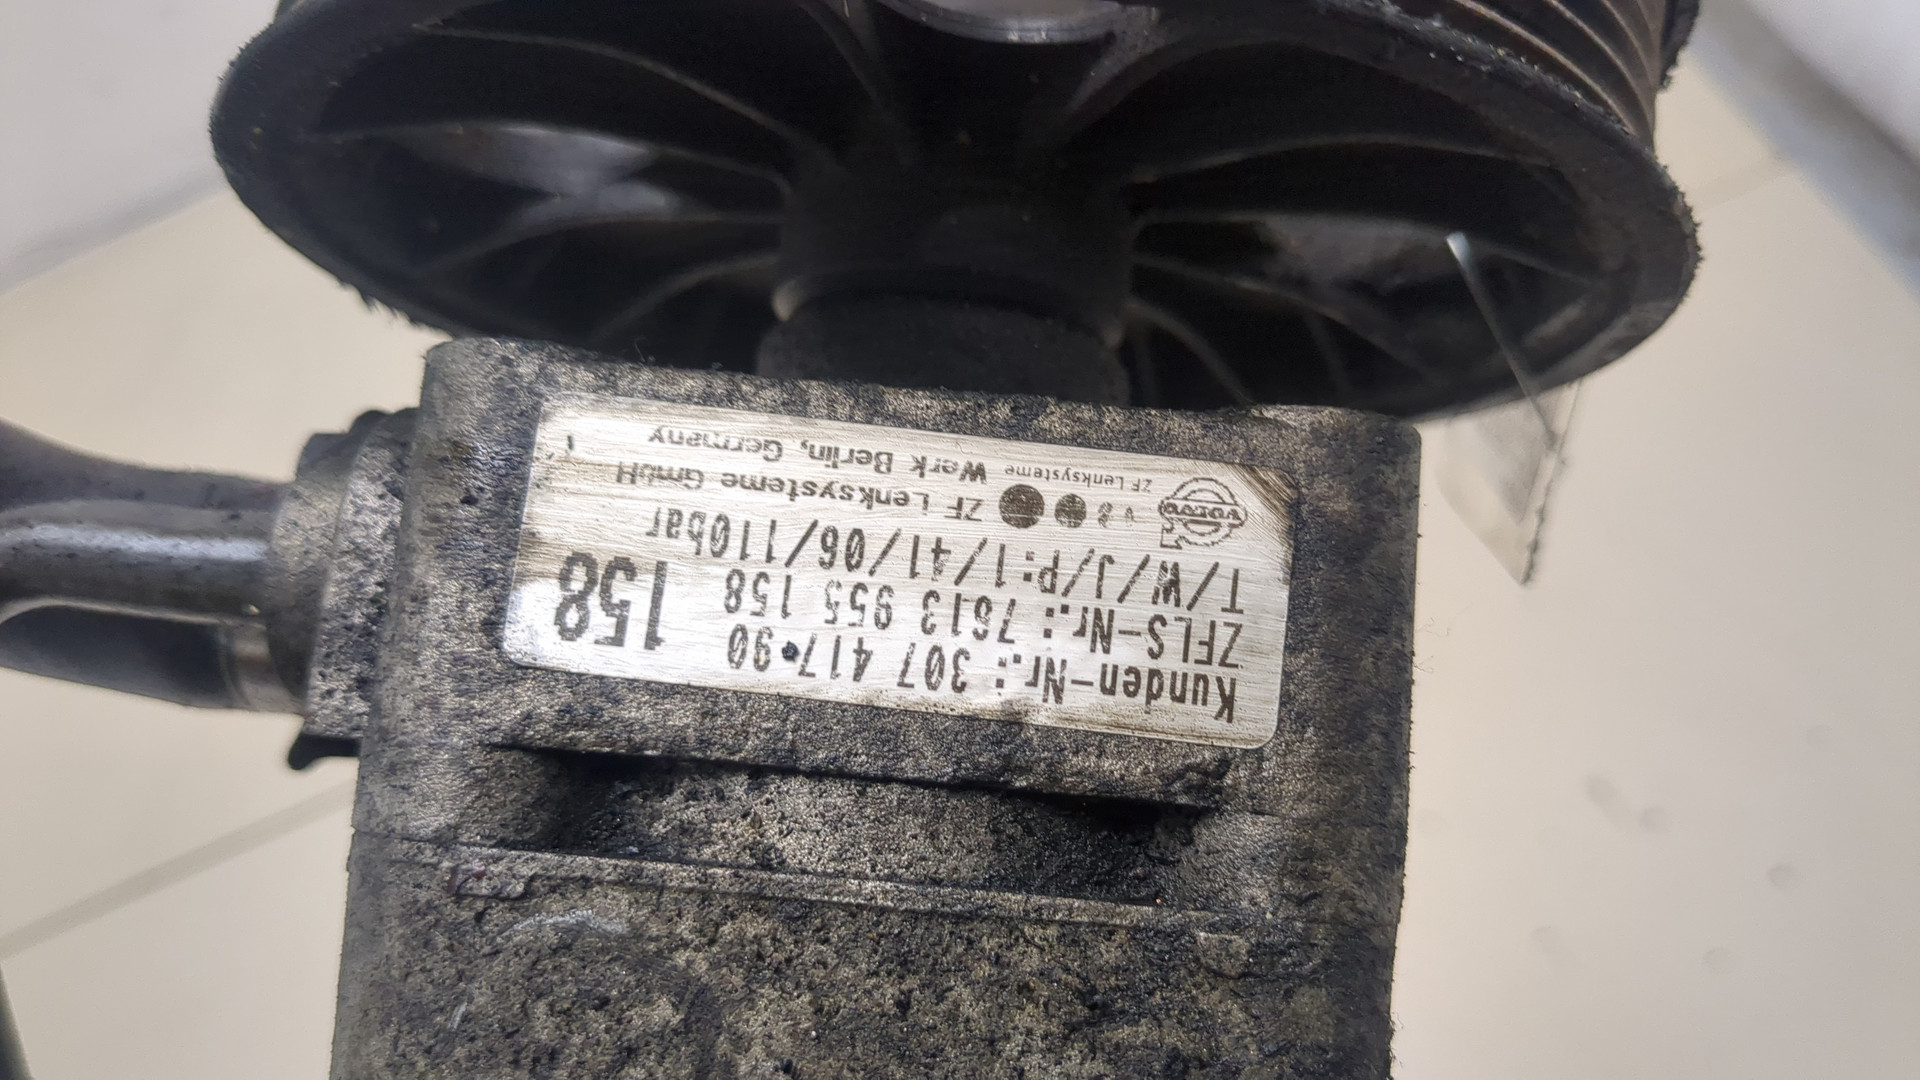 Kunden-Nr.: 307 417•90
ZFLS-Nr.: 7613 955 158
158
T/W/J/P:1/41/06/110bar
VOLVO
ZF Lenksysteme GmbH
ZF Lenksysteme Werk Berlin, Germany